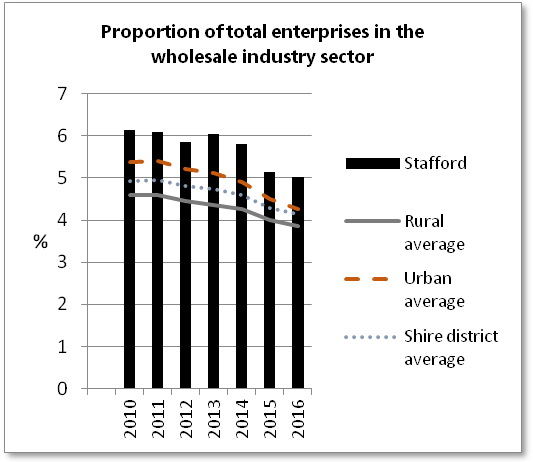 Proportion of total enterprises in the
wholesale industry sector
7
6
5
4
3
2
1
0
%
2010
2011
2012
2013
2014
2015
2016
Stafford
Rural
average
Urban
average
Shire district
average